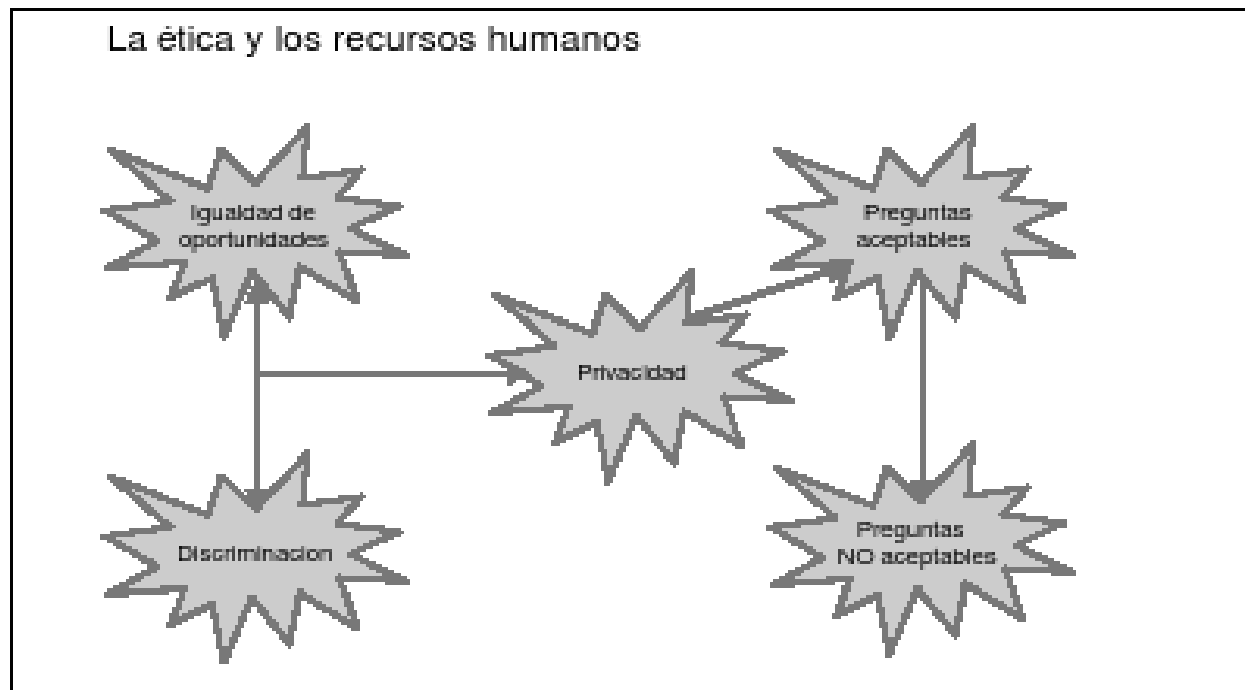 La ética y los recursos humanos
Igualdad de
oportunidades
Preguntas
aceptables
Privacidad
Discriminacion
Preguntas
NO aceptables